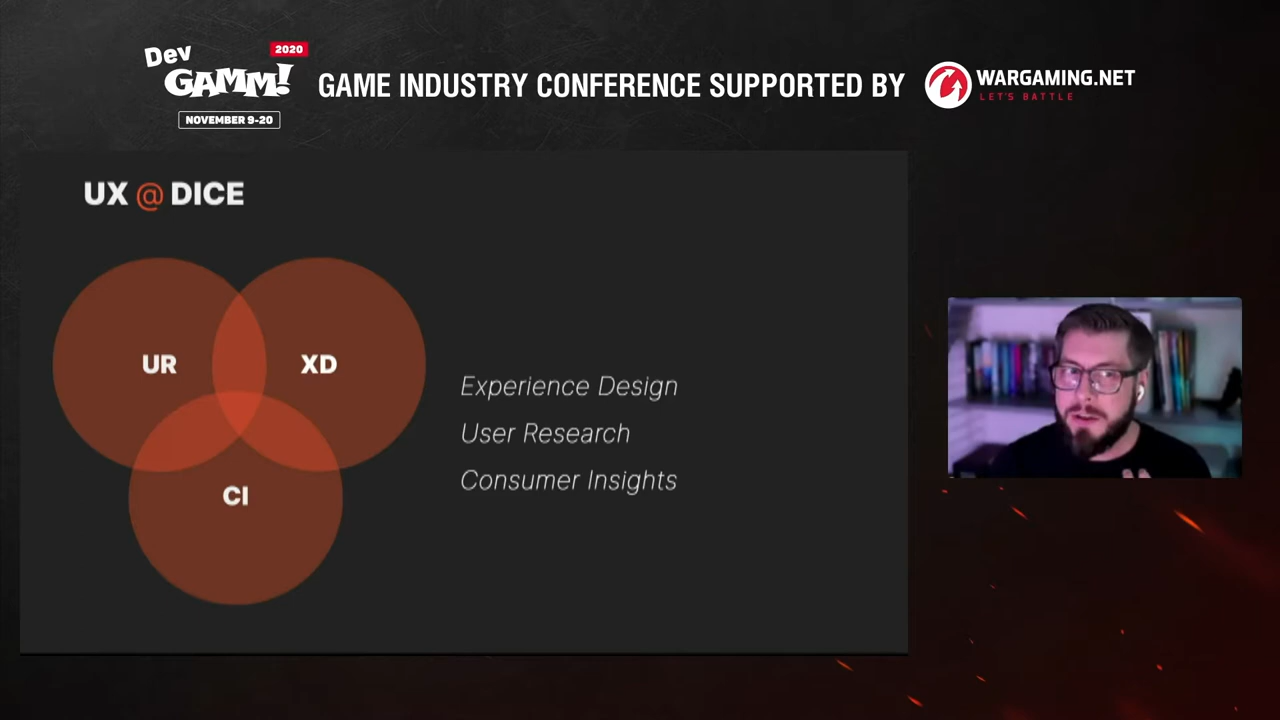 Dev
GAMM!
2020
NOVEMBER 9-20
GAME INDUSTRY CONFERENCE SUPPORTED BY
WARGAMING.NET
LET'S BATTLE
UX @ DICE
UR
XD
CI
Experience Design
User Research
Consumer Insights